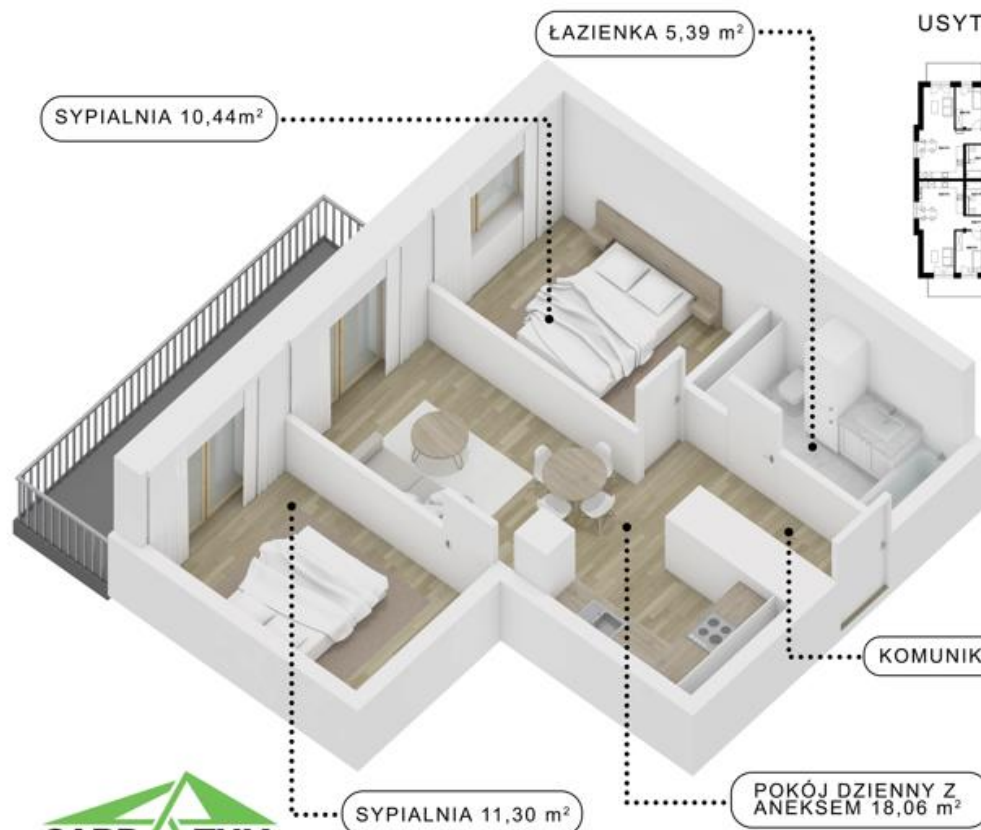 ŁAZIENKA 5,39 m²
USYT
SYPIALNIA 10,44m²
KOMUNIK
POKÓJ DZIENNY Z
ANEKSEM 18,06 m²
SYPIALNIA 11,30 m²